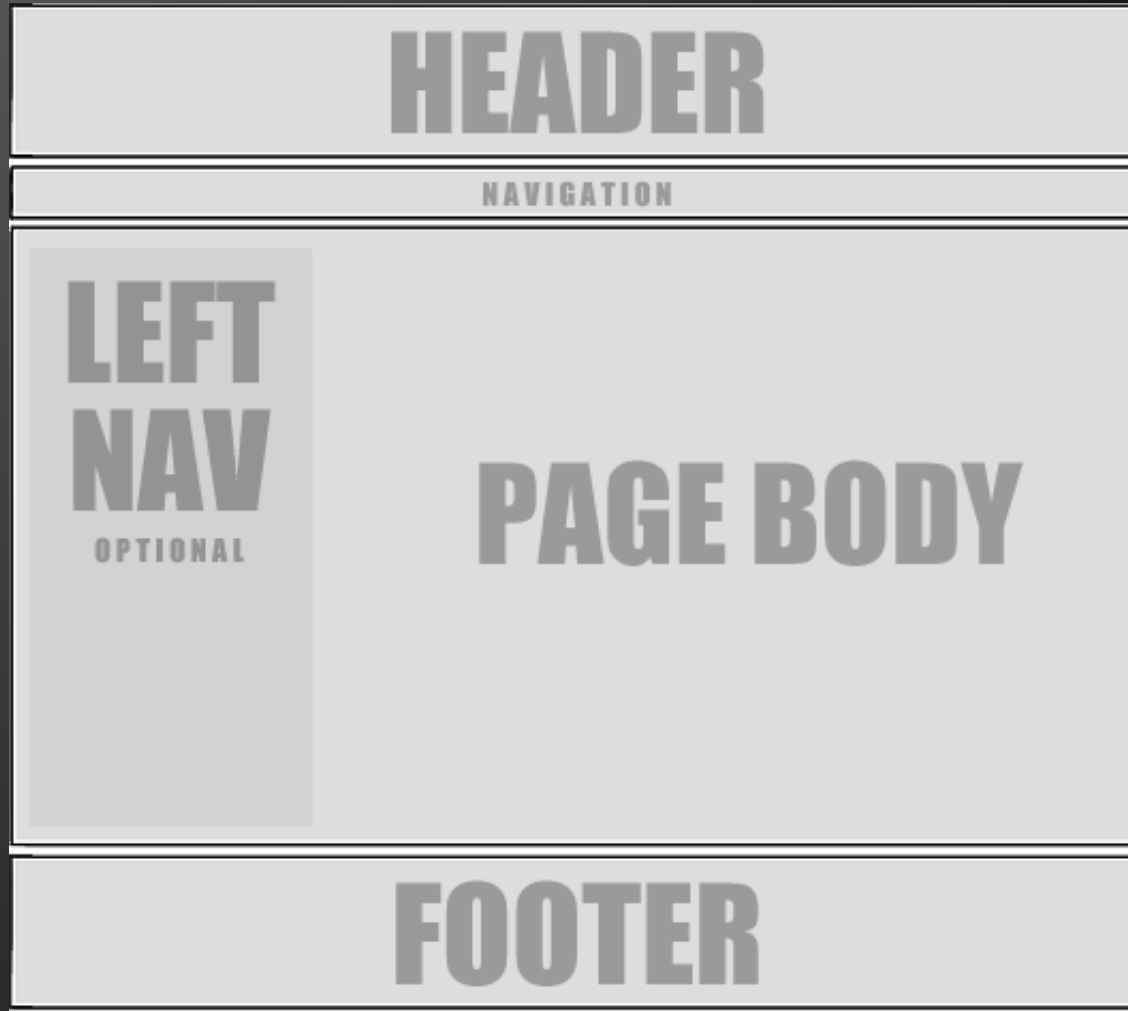 HEADER
NAVIGATION
LEFT
NAV
OPTIONAL
PAGE BODY
FOOTER